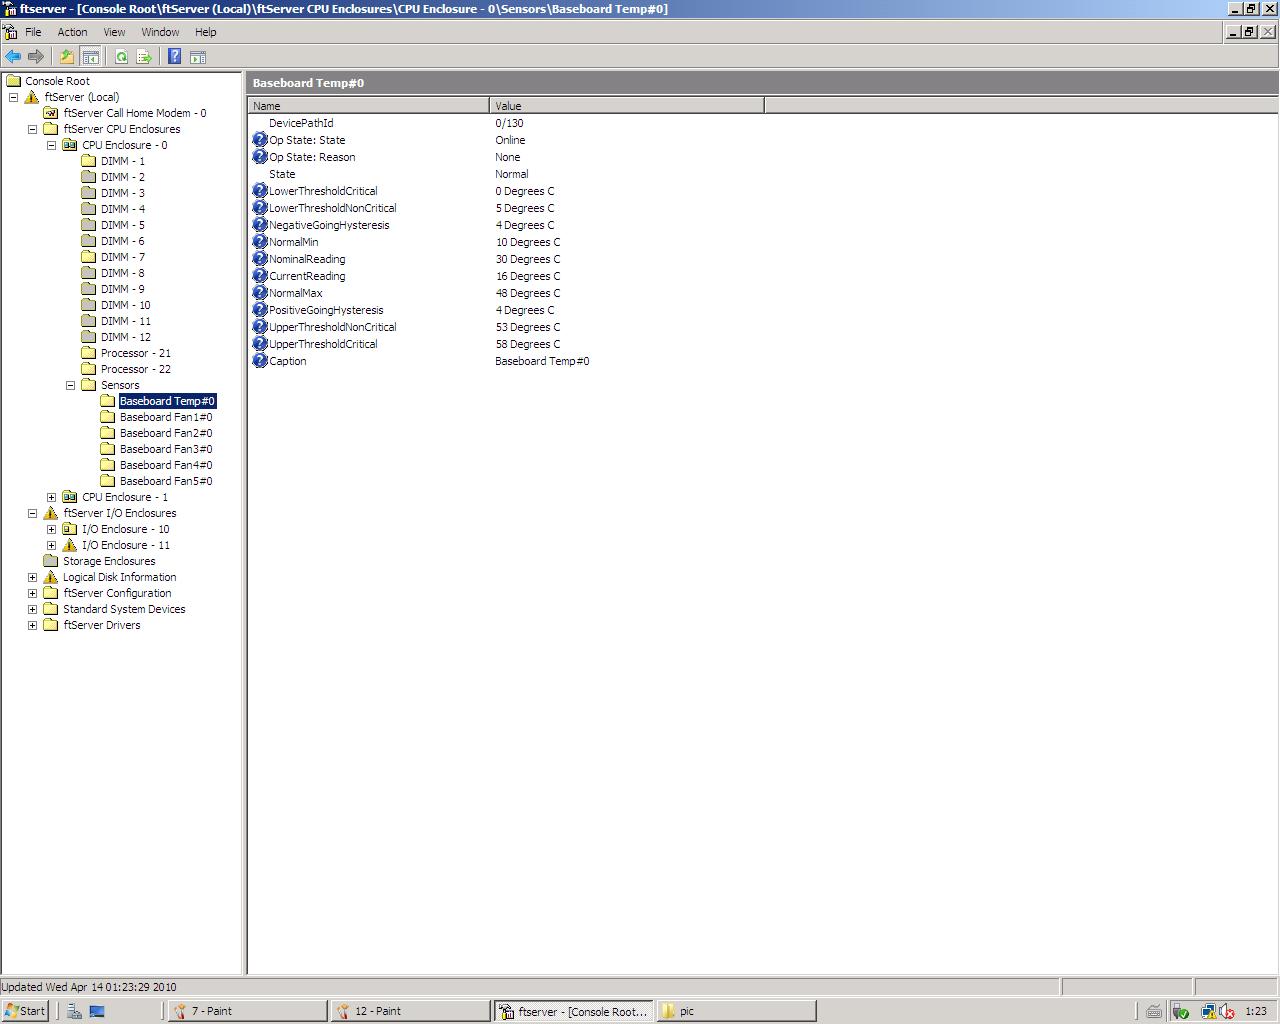 ftserver - [Console Root\ftServer (Local)\ftServer CPU Enclosures\CPU Enclosure - 0\Sensors\Baseboard Temp#0]
File Action View Window Help
Console Root
ftServer (Local)
ftServer Call Home Modem - 0
ftServer CPU Enclosures
CPU Enclosure - 0
DIMM - 1
DIMM - 2
DIMM - 3
DIMM - 4
DIMM - 5
DIMM - 6
DIMM - 7
DIMM - 8
DIMM - 9
DIMM - 10
DIMM - 11
DIMM - 12
Processor - 21
Processor - 22
Sensors
Baseboard Temp#0
Baseboard Fan1#0
Baseboard Fan2#0
Baseboard Fan3#0
Baseboard Fan4#0
Baseboard Fan5#0
CPU Enclosure - 1
ftServer I/O Enclosures
I/O Enclosure - 10
I/O Enclosure - 11
Storage Enclosures
Logical Disk Information
ftServer Configuration
Standard System Devices
ftServer Drivers
Baseboard Temp#0
Name Value
DevicePathId 0/130
Op State: State Online
Op State: Reason None
State Normal
LowerThresholdCritical 0 Degrees C
LowerThresholdNonCritical 5 Degrees C
NegativeGoingHysteresis 4 Degrees C
NormalMin 10 Degrees C
NominalReading 30 Degrees C
CurrentReading 16 Degrees C
NormalMax 48 Degrees C
PositiveGoingHysteresis 4 Degrees C
UpperThresholdNonCritical 53 Degrees C
UpperThresholdCritical 58 Degrees C
Caption Baseboard Temp#0
Updated Wed Apr 14 01:23:29 2010
Start 7 - Paint 12 - Paint ftserver - [Console Root... pic 1:23